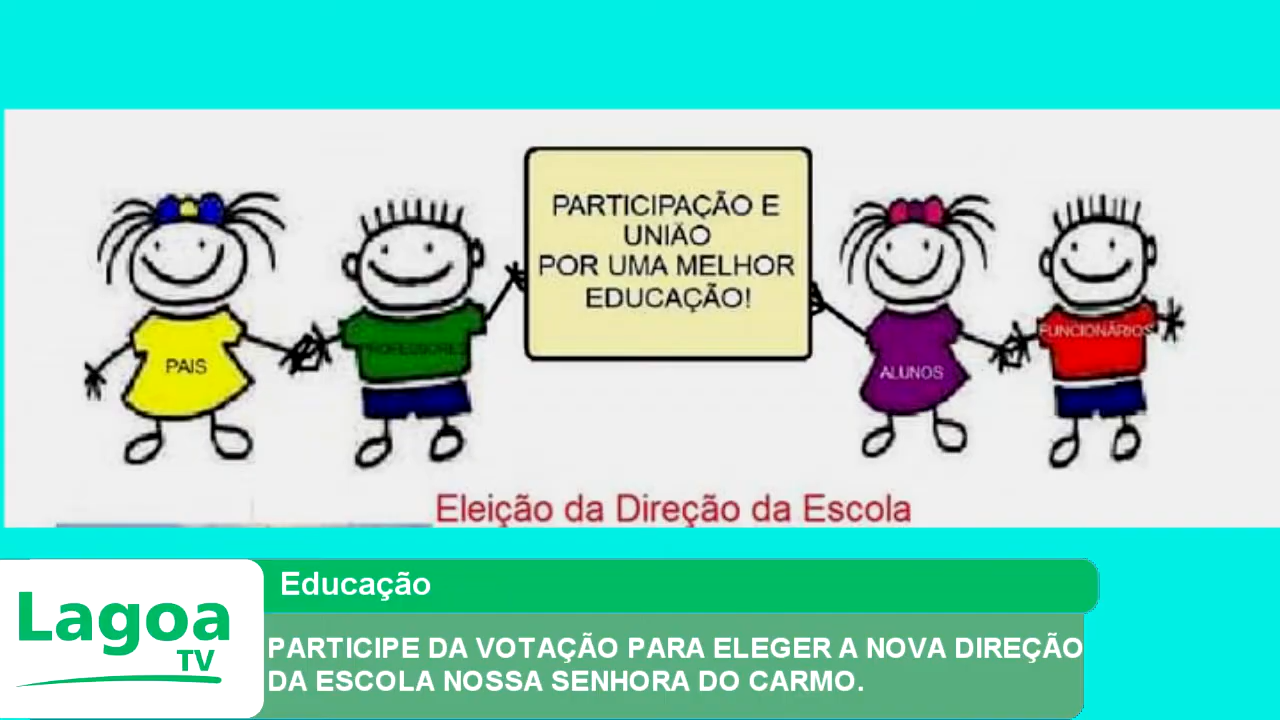 PARTICIPAÇÃO E
UNIÃO
POR UMA MELHOR
EDUCAÇÃO!
PAIS
PROFESSORES
ALUNOS
FUNCIONÁRIOS
Eleição da Direção da Escola
Educação
Lagoa
TV
PARTICIPE DA VOTAÇÃO PARA ELEGER A NOVA DIREÇÃO
DA ESCOLA NOSSA SENHORA DO CARMO.